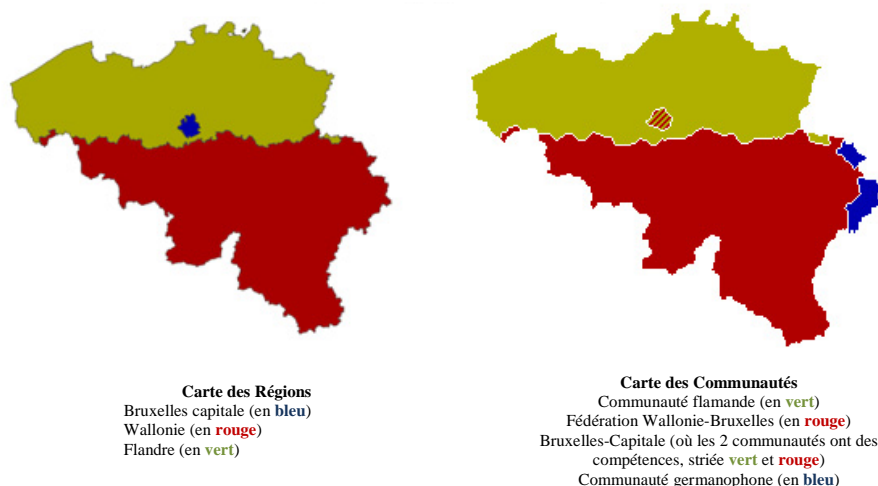 Carte des Régions
Bruxelles capitale (en bleu)
Wallonie (en rouge)
Flandre (en vert)
Carte des Communautés
Communauté flamande (en vert)
Fédération Wallonie-Bruxelles (en rouge)
Bruxelles-Capitale (où les 2 communautés ont des
compétences, striée vert et rouge)
Communauté germanophone (en bleu)